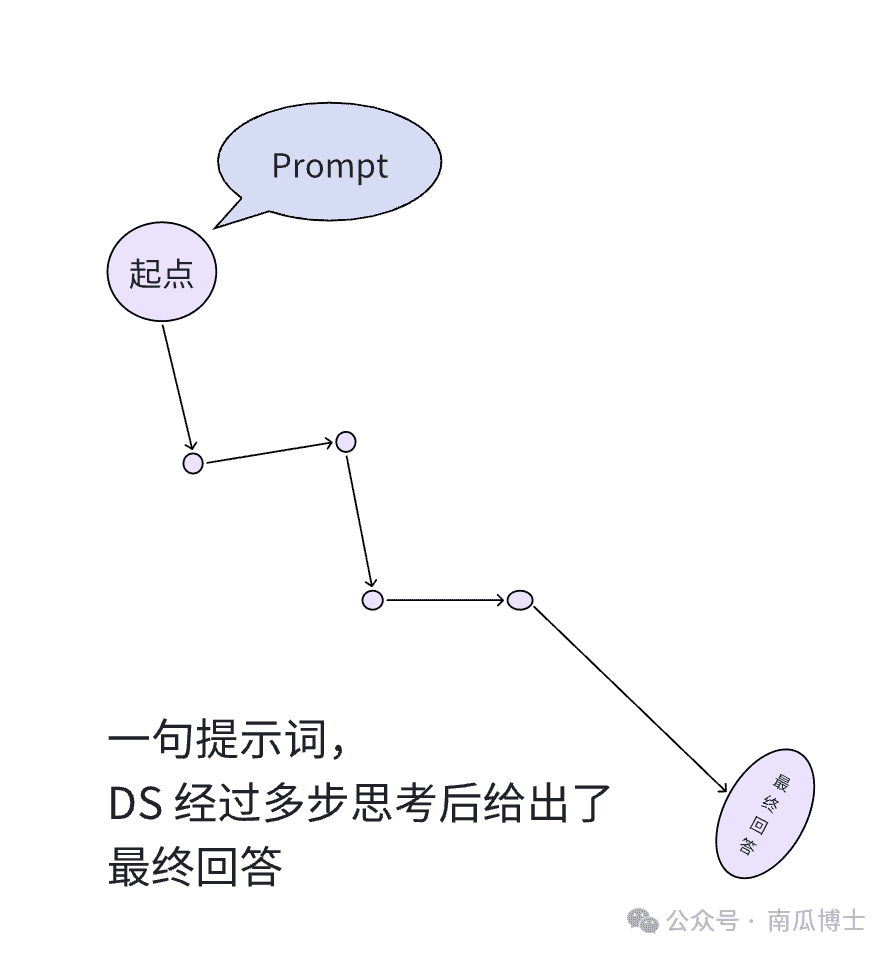 Prompt
起点
一句提示词，
DS 经过多步思考后给出了
最终回答
最终回答
公众号 · 南瓜博士